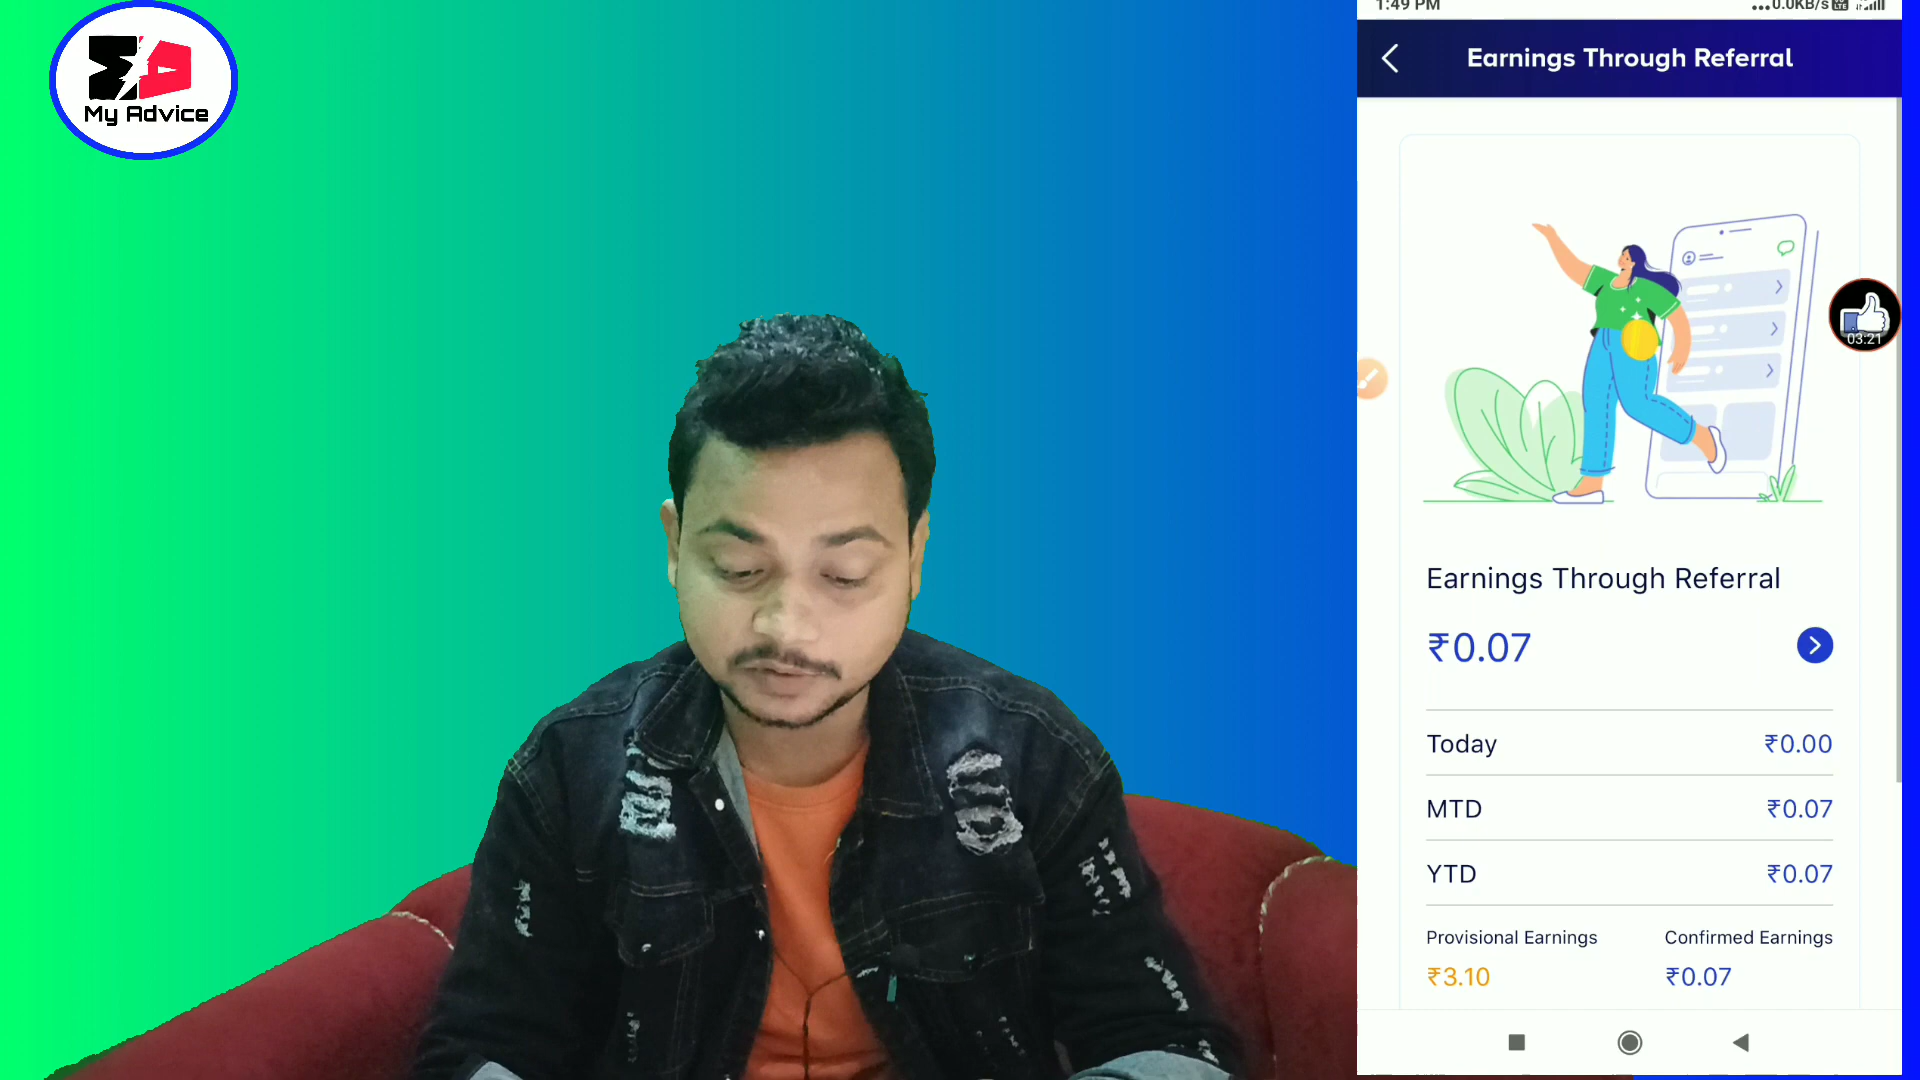 My Advice
1:49 PM
...0.0KB/s
Earnings Through Referral
03:21
Earnings Through Referral
₹0.07
Today ₹0.00
MTD ₹0.07
YTD ₹0.07
Provisional Earnings Confirmed Earnings
₹3.10 ₹0.07